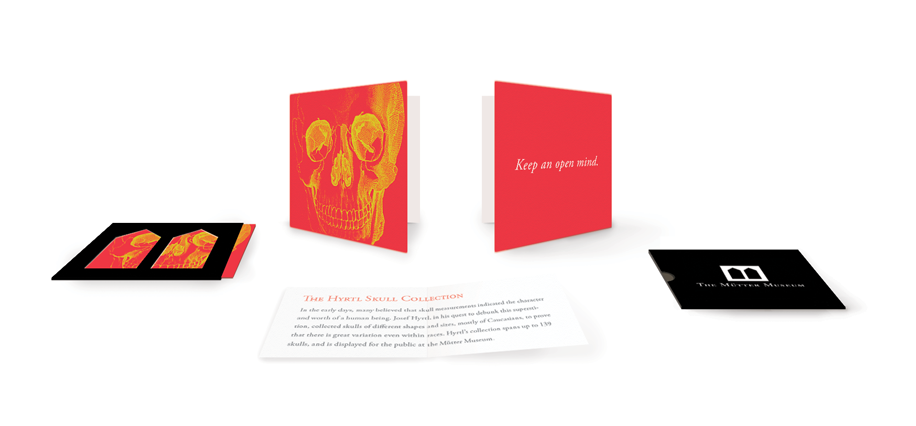 Keep an open mind.
The Mütter Museum
The Hyrtl Skull Collection
In the early days, many believed that skull measurements indicated the character
and worth of a human being. Josef Hyrtl, in his quest to debunk this supersti-
tion, collected skulls of different shapes and sizes, mostly of Caucasians, to prove
that there is great variation even within races. Hyrtl's collection spans up to 139
skulls, and is displayed for the public at the Mütter Museum.